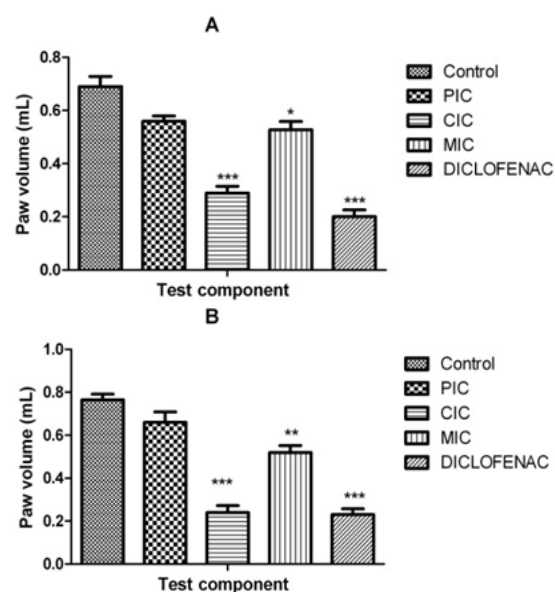 A
Paw volume (mL)
0.8
0.6
0.4
0.2
0.0
***
*
***
Test component
Control
PIC
CIC
MIC
DICLOFENAC
B
Paw volume (mL)
1.0
0.8
0.6
0.4
0.2
0.0
***
**
***
Test component
Control
PIC
CIC
MIC
DICLOFENAC